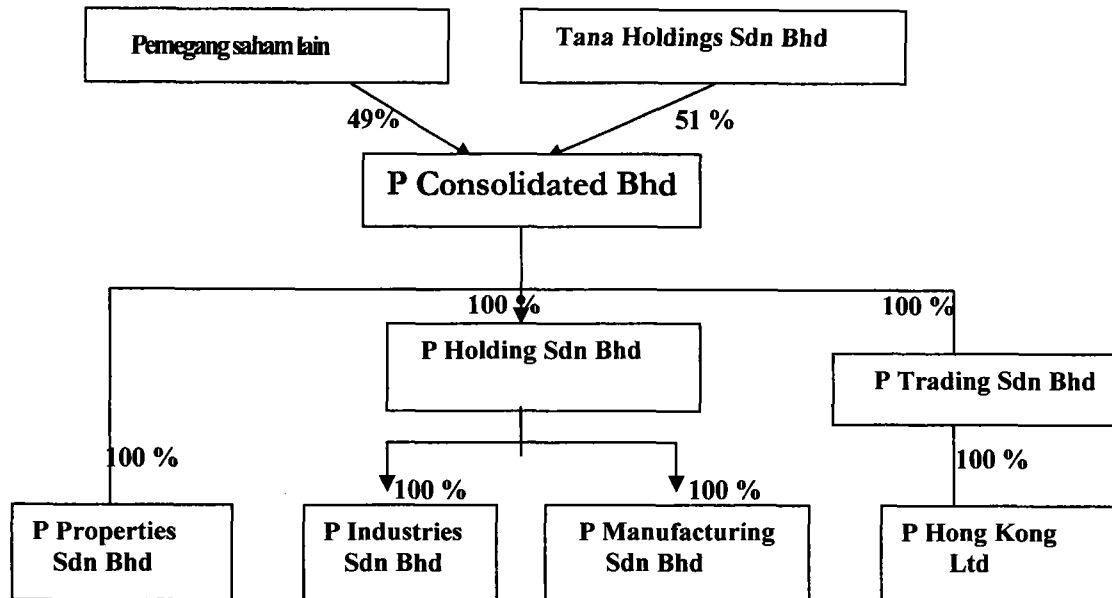 Pemegang saham lain
Tana Holdings Sdn Bhd
49%
51 %
P Consolidated Bhd
100 %
100 %
P Holding Sdn Bhd
P Trading Sdn Bhd
100 %
100 %
100 %
100 %
P Properties
Sdn Bhd
P Industries
Sdn Bhd
P Manufacturing
Sdn Bhd
P Hong Kong
Ltd